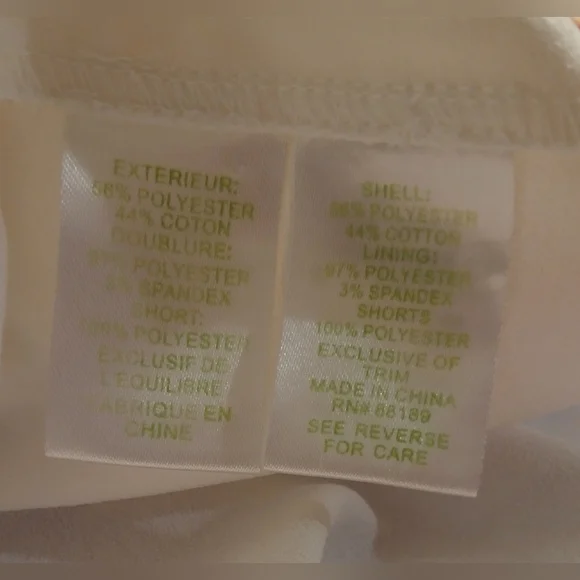 EXTERIEUR:
56% POLYESTER
44% COTON
DOUBLURE:
97% POLYESTER
3% SPANDEX
SHORT:
100% POLYESTER
EXCLUSIF DE
L'EQUILIBRE
FABRIQUE EN
CHINE
SHELL:
56% POLYESTER
44% COTTON
LINING:
97% POLYESTER
3% SPANDEX
SHORTS
100% POLYESTER
EXCLUSIVE OF
TRIM
MADE IN CHINA
RN# 88189
SEE REVERSE
FOR CARE